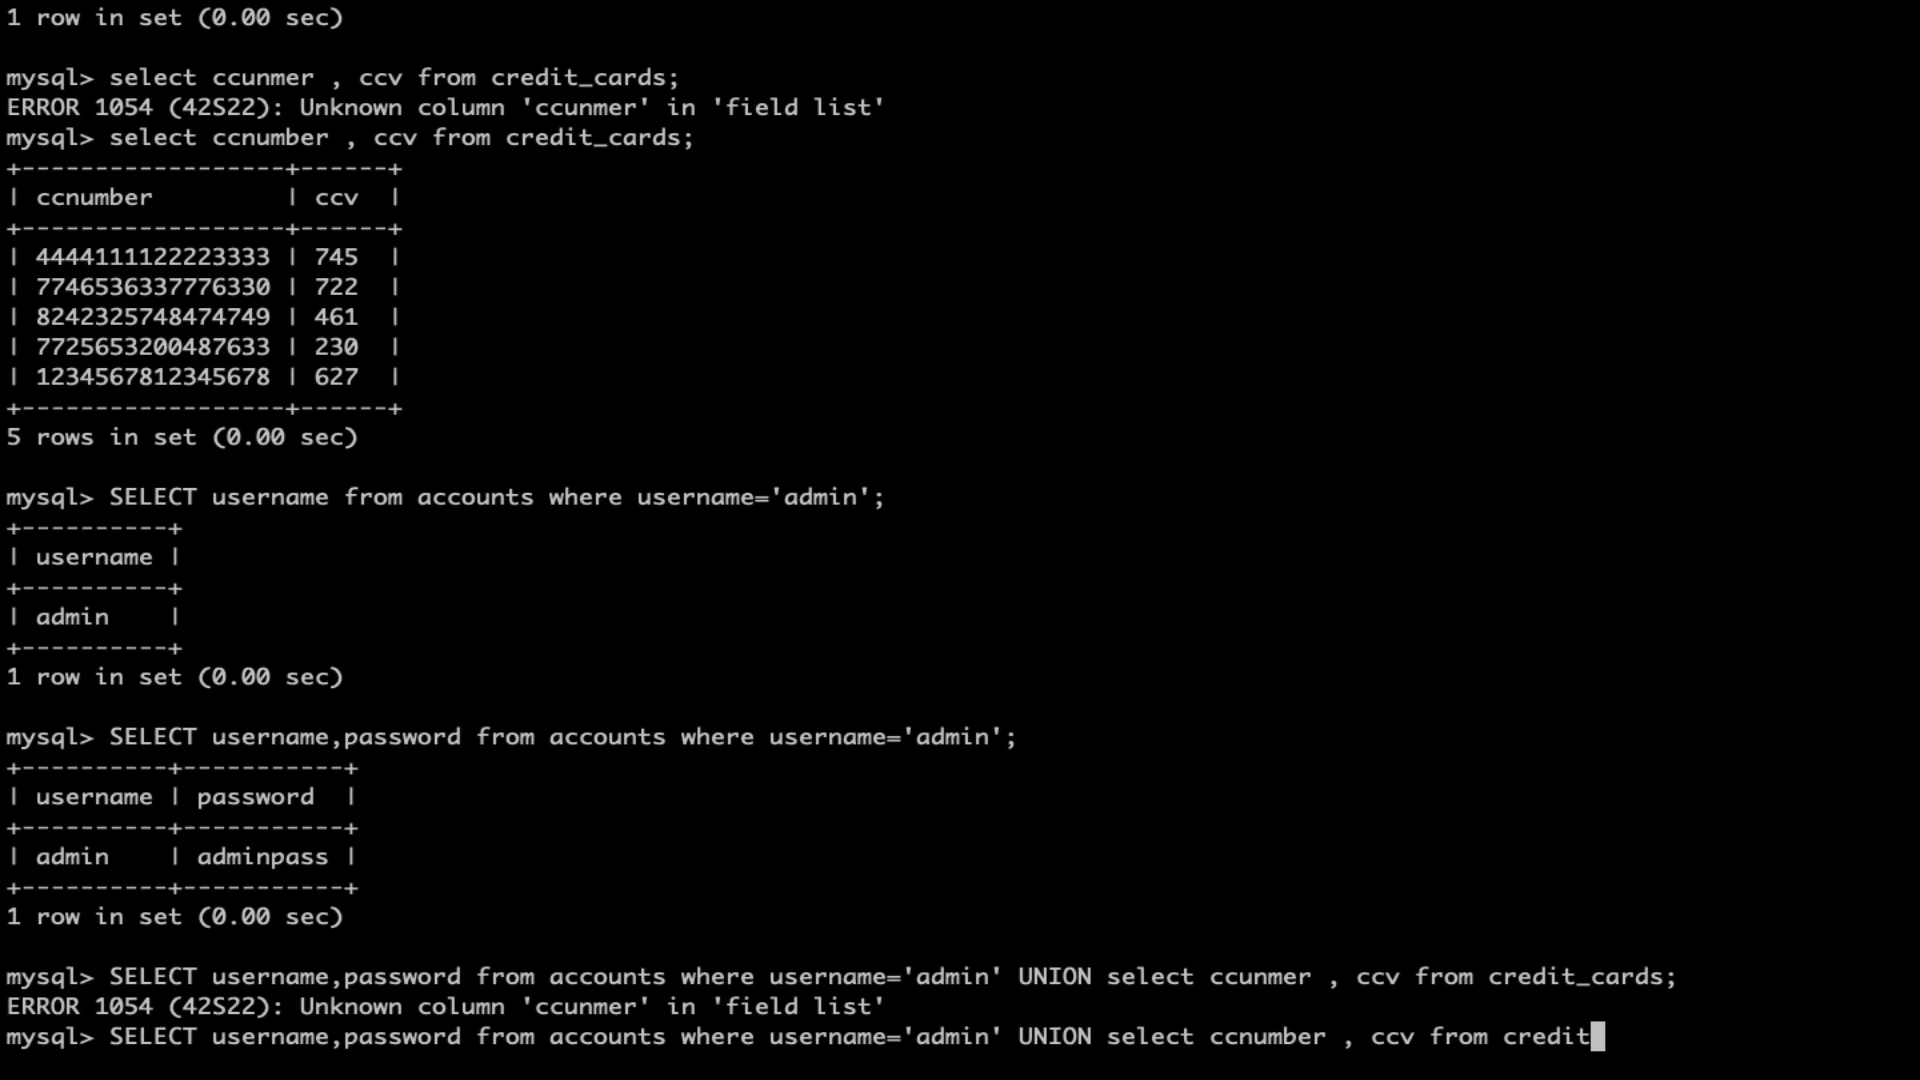 1 row in set (0.00 sec)
mysql> select ccunmer , ccv from credit_cards;
ERROR 1054 (42S22): Unknown column 'ccunmer' in 'field list'
mysql> select ccnumber , ccv from credit_cards;
+------------------+------+
| ccnumber         | ccv  |
+------------------+------+
| 4444111122223333 | 745  |
| 7746536337776330 | 722  |
| 8242325748474749 | 461  |
| 7725653200487633 | 230  |
| 1234567812345678 | 627  |
+------------------+------+
5 rows in set (0.00 sec)
mysql> SELECT username from accounts where username='admin';
+----------+
| username |
+----------+
| admin    |
+----------+
1 row in set (0.00 sec)
mysql> SELECT username,password from accounts where username='admin';
+----------+-----------+
| username | password  |
+----------+-----------+
| admin    | adminpass |
+----------+-----------+
1 row in set (0.00 sec)
mysql> SELECT username,password from accounts where username='admin' UNION select ccunmer , ccv from credit_cards;
ERROR 1054 (42S22): Unknown column 'ccunmer' in 'field list'
mysql> SELECT username,password from accounts where username='admin' UNION select ccnumber , ccv from credit